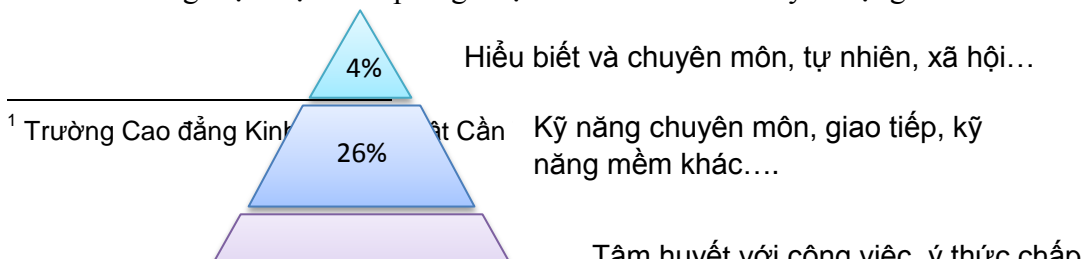 4%
Hiểu biết và chuyên môn, tự nhiên, xã hội…
1 Trường Cao đẳng Kinh ật Cần
26%
Kỹ năng chuyên môn, giao tiếp, kỹ
năng mềm khác….
Tâm huyết với công việc, ý thức chấp